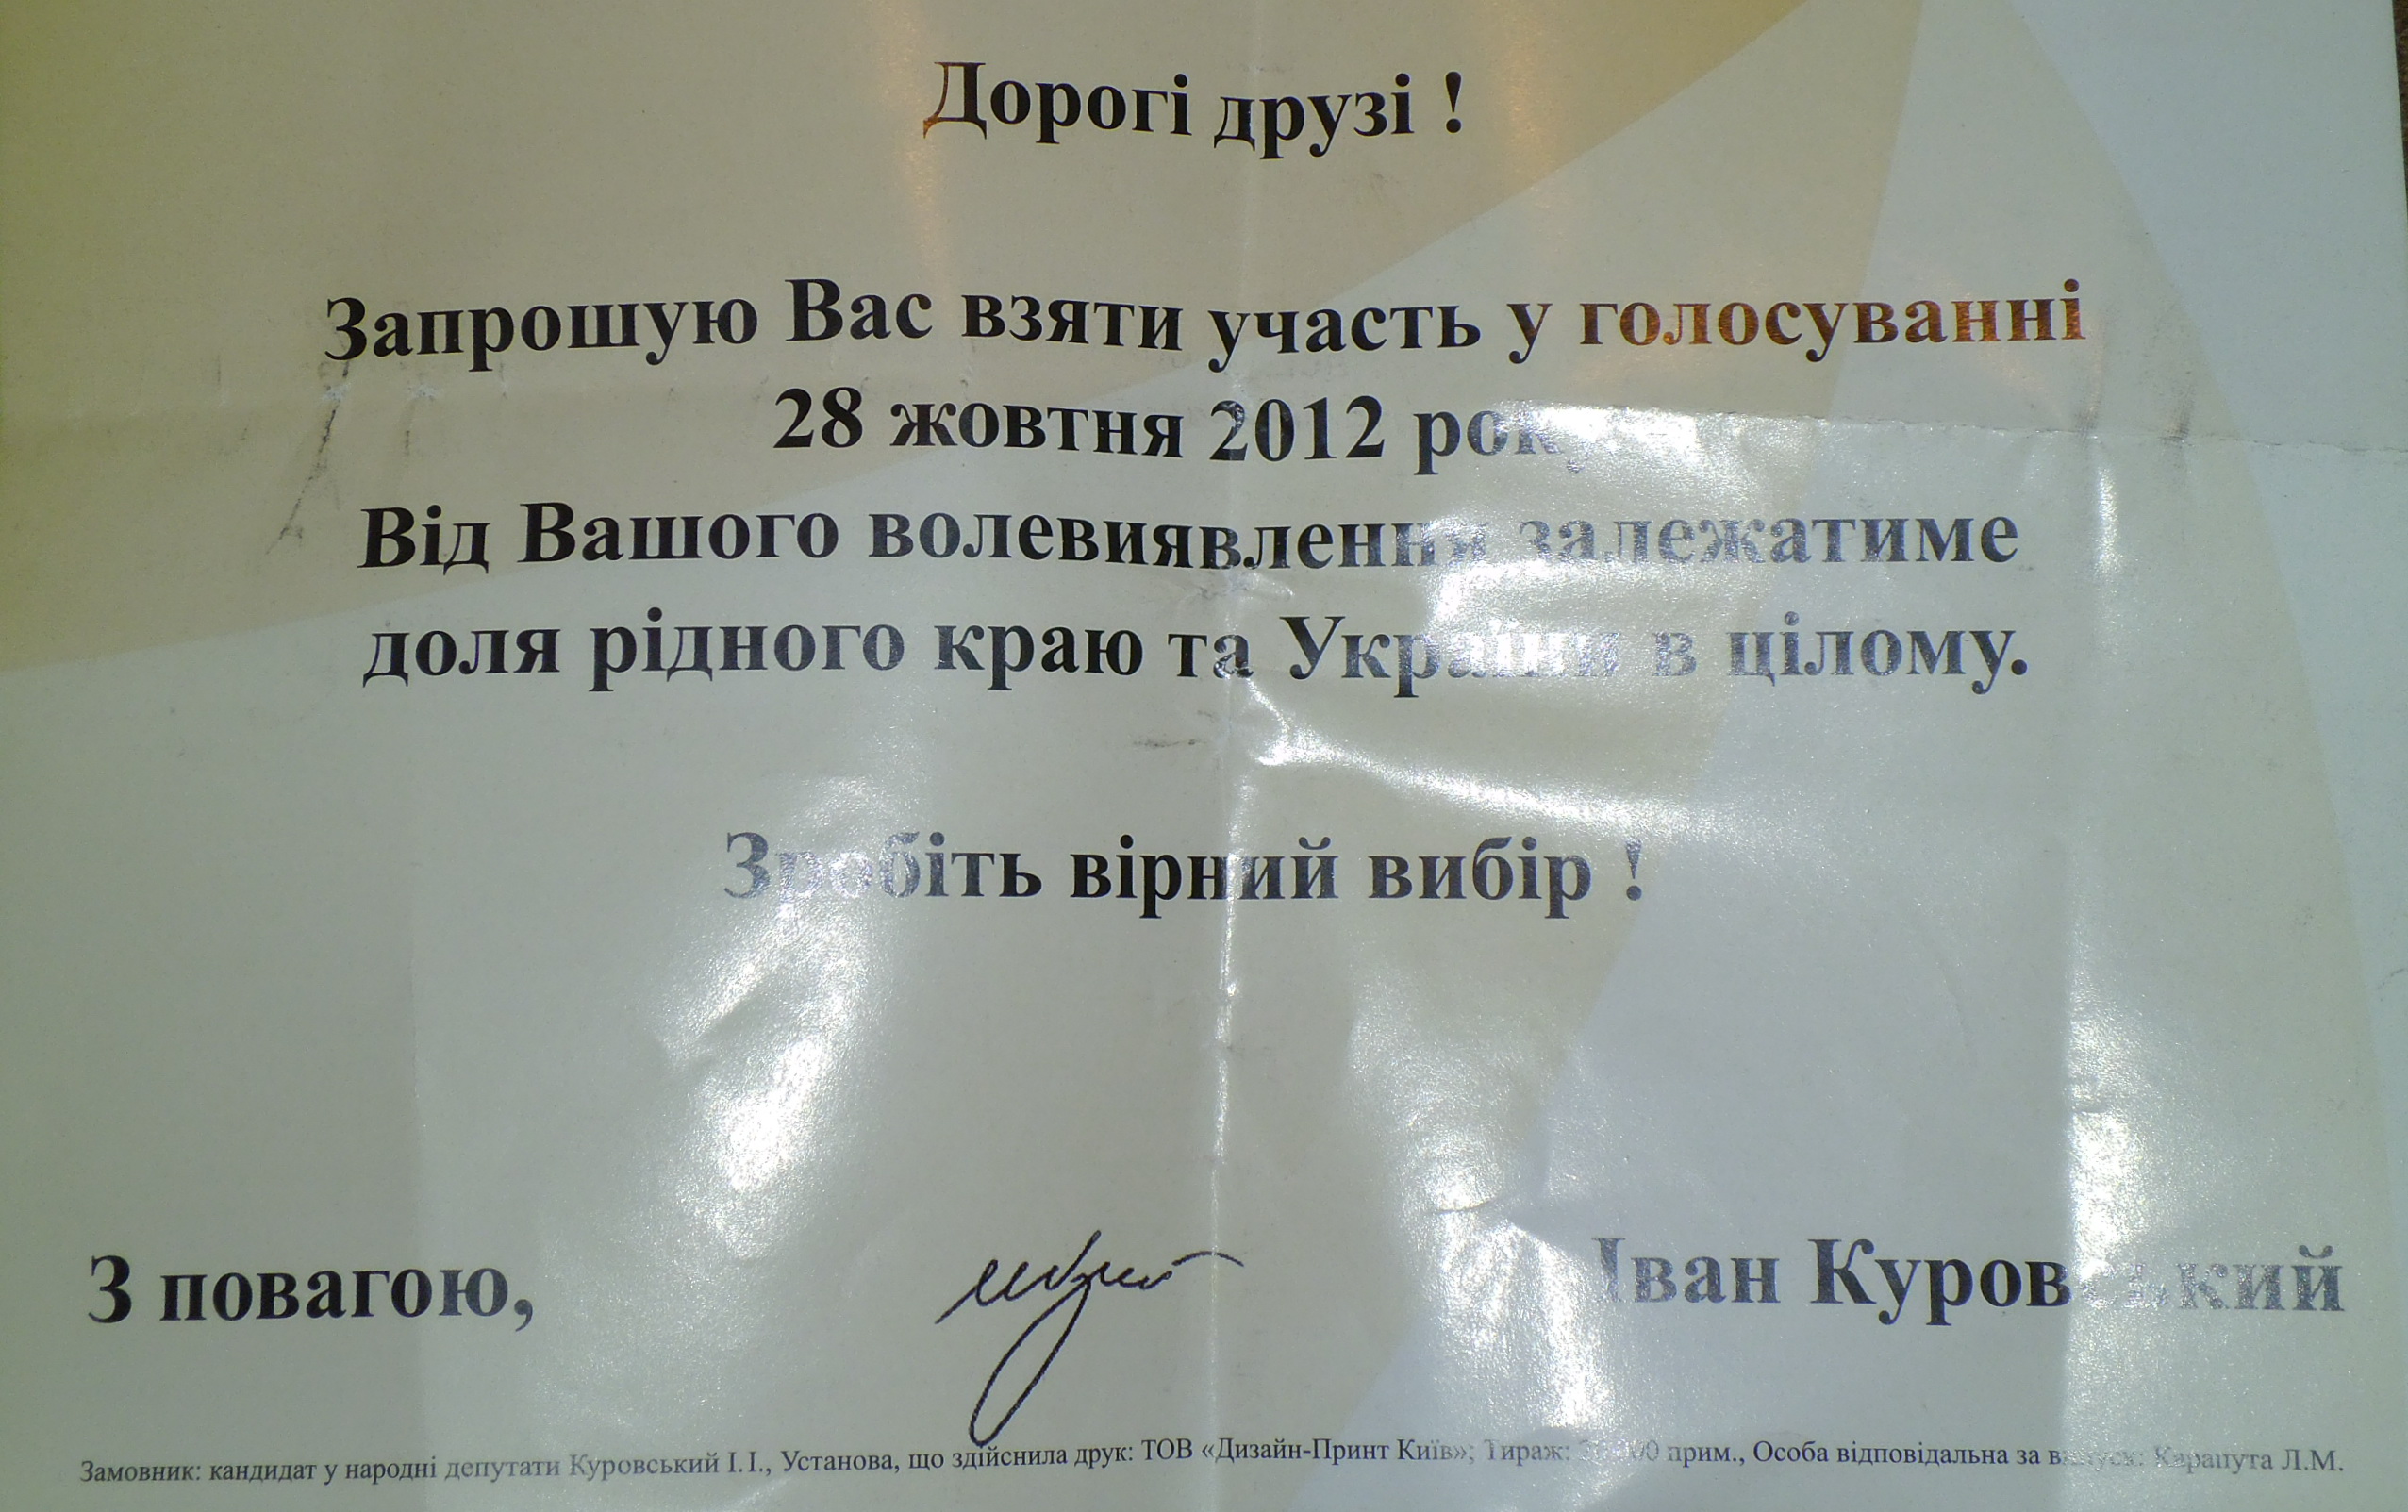 Дорогі друзі !
Запрошую Вас взяти участь у голосуванні
28 жовтня 2012 року
Від Вашого волевиявлення залежатиме
доля рідного краю та України в цілому.
Зробіть вірний вибір !
З повагою,
Іван Куровський
Замовник: кандидат у народні депутати Куровський І.І., Установа, що здійснила друк: ТОВ «Дизайн-Принт Київ»; Тираж: прим., Особа відповідальна за випуск: Карапута Л.М.